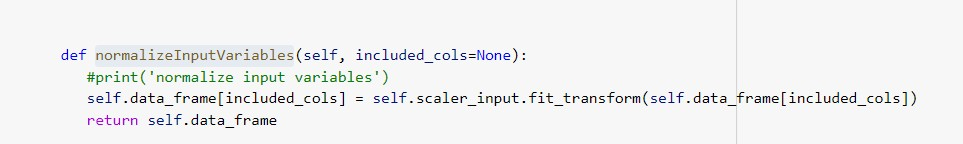 def normalizeInputVariables(self, included_cols=None):
#print('normalize input variables')
self.data_frame[included_cols] = self.scaler_input.fit_transform(self.data_frame[included_cols])
return self.data_frame